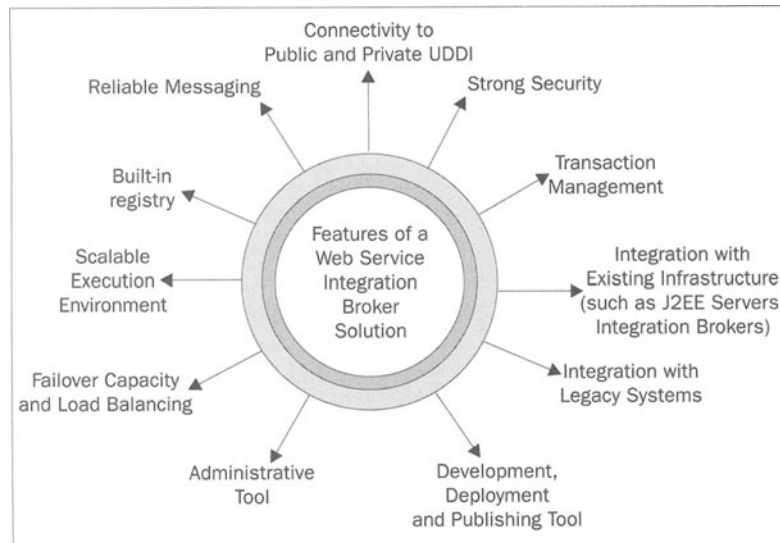 Connectivity to
Public and Private UDDI
Reliable Messaging
Strong Security
Built-in
registry
Transaction
Management
Features of a
Web Service
Integration
Broker
Solution
Scalable
Execution
Environment
Integration with
Existing Infrastructure
(such as J2EE Servers
Integration Brokers)
Failover Capacity
and Load Balancing
Integration with
Legacy Systems
Administrative
Tool
Development,
Deployment
and Publishing Tool